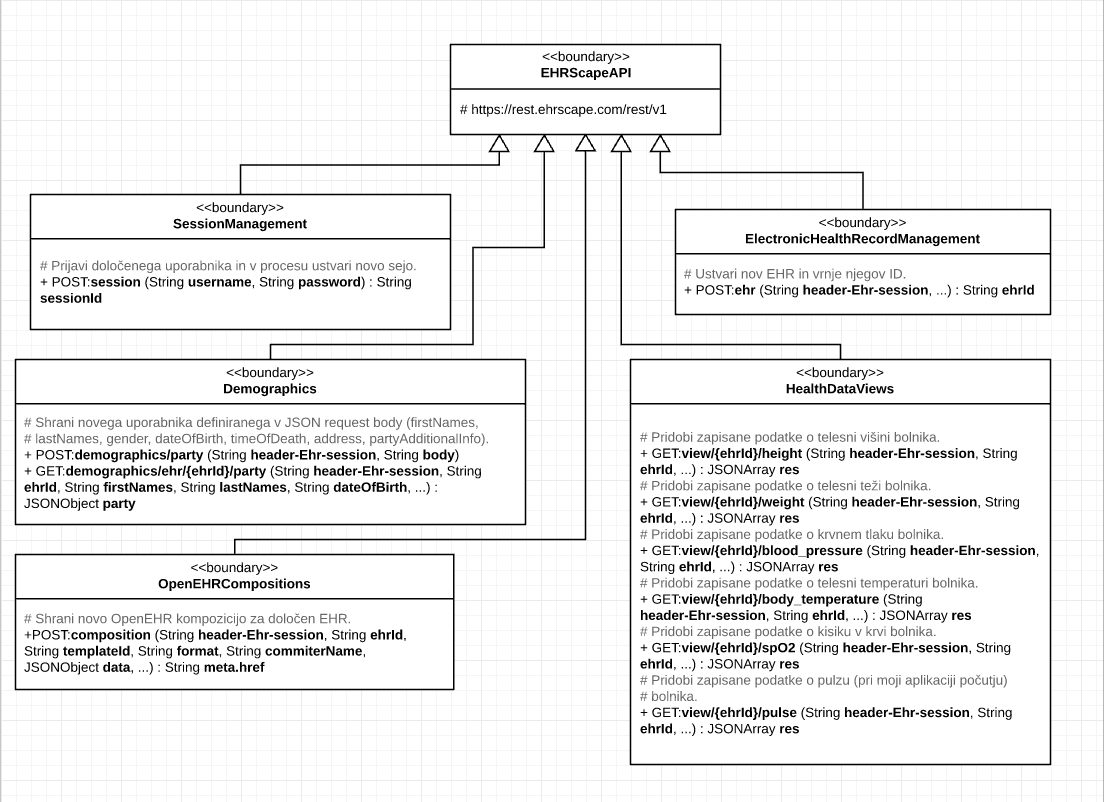 <<boundary>>
EHRScapeAPI
# https://rest.ehrscape.com/rest/v1
<<boundary>>
SessionManagement
# Prijavi določenega uporabnika in v procesu ustvari novo sejo.
+ POST:session (String username, String password) : String
sessionId
<<boundary>>
ElectronicHealthRecordManagement
# Ustvari nov EHR in vrnje njegov ID.
+ POST:ehr (String header-Ehr-session, ...) : String ehrId
<<boundary>>
Demographics
# Shrani novega uporabnika definiranega v JSON request body (firstNames,
# lastNames, gender, dateOfBirth, timeOfDeath, address, partyAdditionalInfo).
+ POST:demographics/party (String header-Ehr-session, String body)
+ GET:demographics/ehr/{ehrId}/party (String header-Ehr-session, String
ehrId, String firstNames, String lastNames, String dateOfBirth, ...) :
JSONObject party
<<boundary>>
HealthDataViews
# Pridobi zapisane podatke o telesni višini bolnika.
+ GET:view/{ehrId}/height (String header-Ehr-session, String
ehrId, ...) : JSONArray res
# Pridobi zapisane podatke o telesni teži bolnika.
+ GET:view/{ehrId}/weight (String header-Ehr-session, String
ehrId, ...) : JSONArray res
# Pridobi zapisane podatke o krvnem tlaku bolnika.
+ GET:view/{ehrId}/blood_pressure (String header-Ehr-session,
String ehrId, ...) : JSONArray res
# Pridobi zapisane podatke o telesni temperaturi bolnika.
+ GET:view/{ehrId}/body_temperature (String
header-Ehr-session, String ehrId, ...) : JSONArray res
# Pridobi zapisane podatke o kisiku v krvi bolnika.
+ GET:view/{ehrId}/spO2 (String header-Ehr-session, String
ehrId, ...) : JSONArray res
# Pridobi zapisane podatke o pulzu (pri moji aplikaciji počutju)
# bolnika.
+ GET:view/{ehrId}/pulse (String header-Ehr-session, String
ehrId, ...) : JSONArray res
<<boundary>>
OpenEHRCompositions
# Shrani novo OpenEHR kompozicijo za določen EHR.
+POST:composition (String header-Ehr-session, String ehrId,
String templateId, String format, String commiterName,
JSONObject data, ...) : String meta.href